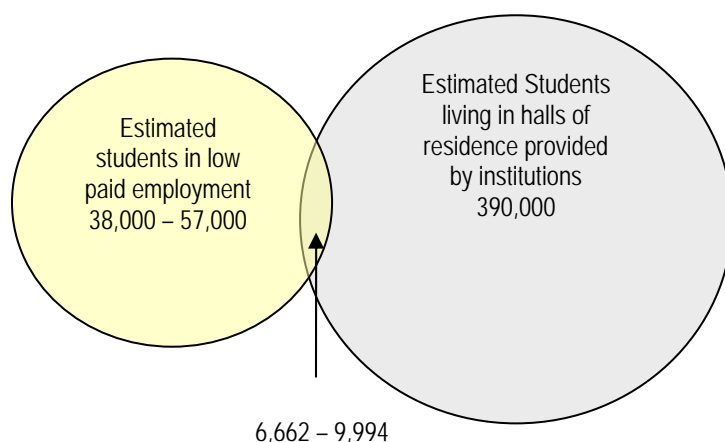 Estimated
students in low
paid employment
38,000 – 57,000
Estimated Students
living in halls of
residence provided
by institutions
390,000
6,662 – 9,994